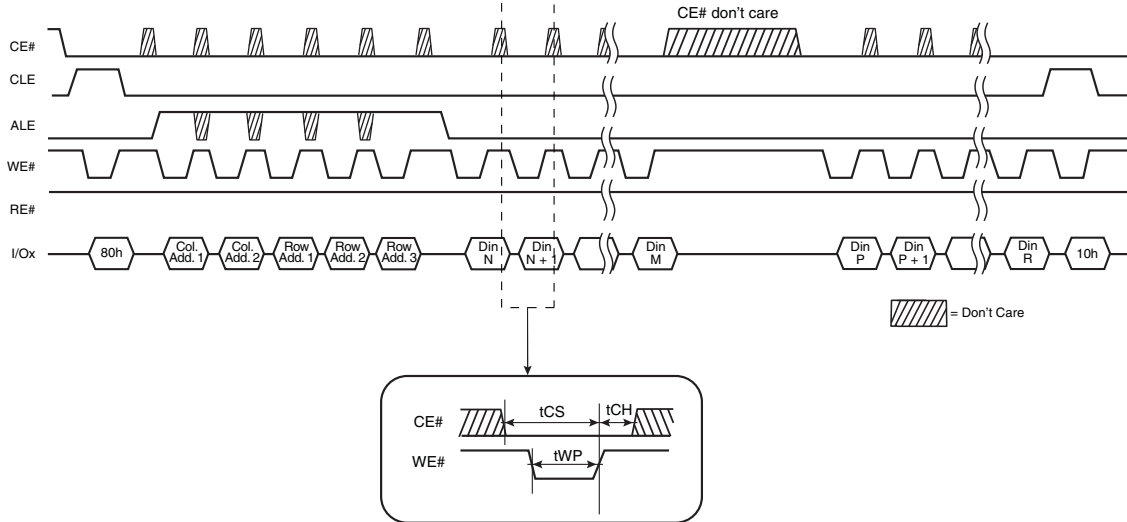 CE# don't care
CE#
CLE
ALE
WE#
RE#
I/Ox
80h
Col.
Add. 1
Col.
Add. 2
Row
Add. 1
Row
Add. 2
Row
Add. 3
Din
N
Din
N + 1
Din
M
Din
P
Din
P + 1
Din
R
10h
= Don't Care
CE#
tCS
tCH
WE#
tWP